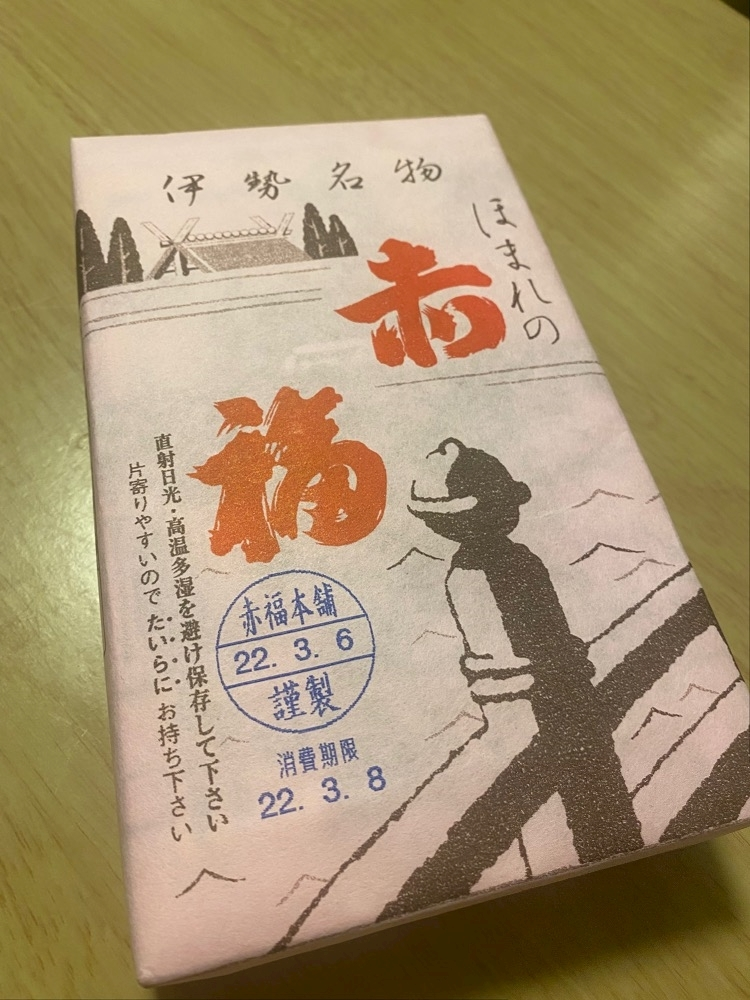 伊勢名物
ほまれの
赤
福
直射日光・高温多湿を避け保存して下さい
片寄りやすいので たいらに お持ち下さい
赤福本舗
22. 3. 6
謹製
消費期限
22. 3. 8